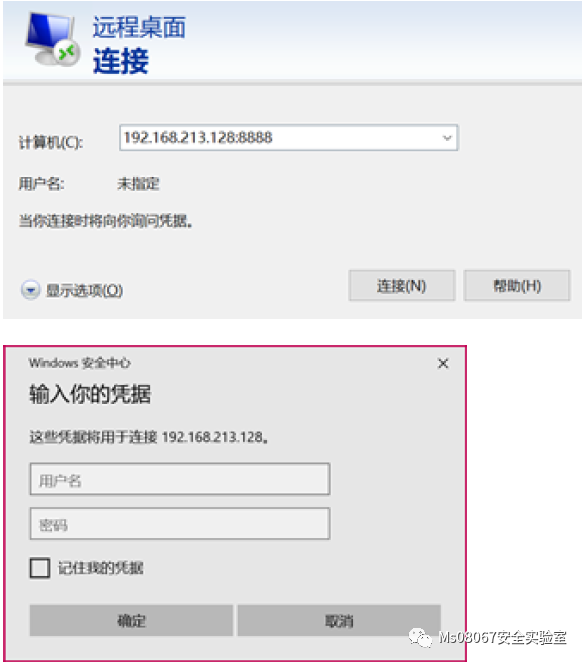 远程桌面
连接
计算机(C):
192.168.213.128:8888
用户名:
未指定
当你连接时将向你询问凭据。
显示选项(O)
连接(N)
帮助(H)
Windows 安全中心
输入你的凭据
这些凭据将用于连接 192.168.213.128。
用户名
密码
记住我的凭据
确定
取消
Ms08067安全实验室